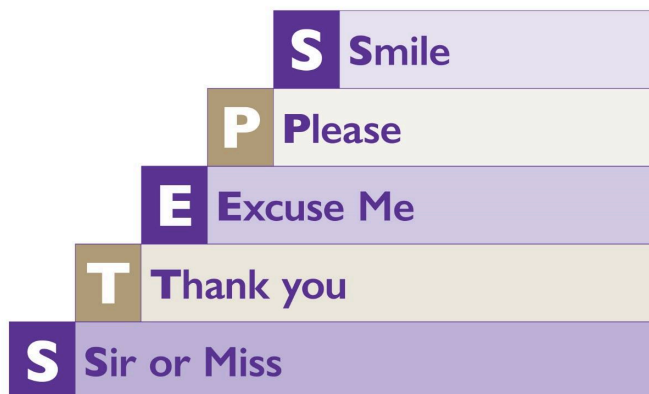 S Smile
P Please
E Excuse Me
T Thank you
S Sir or Miss